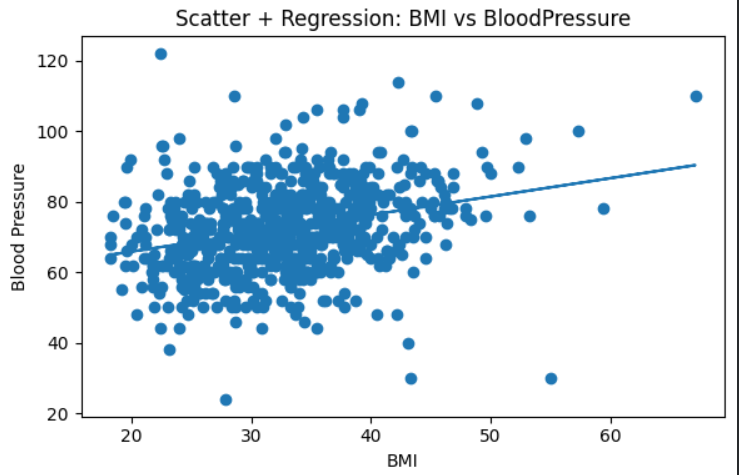 Scatter + Regression: BMI vs BloodPressure
120
100
80
60
40
20
Blood Pressure
20 30 40 50 60
BMI